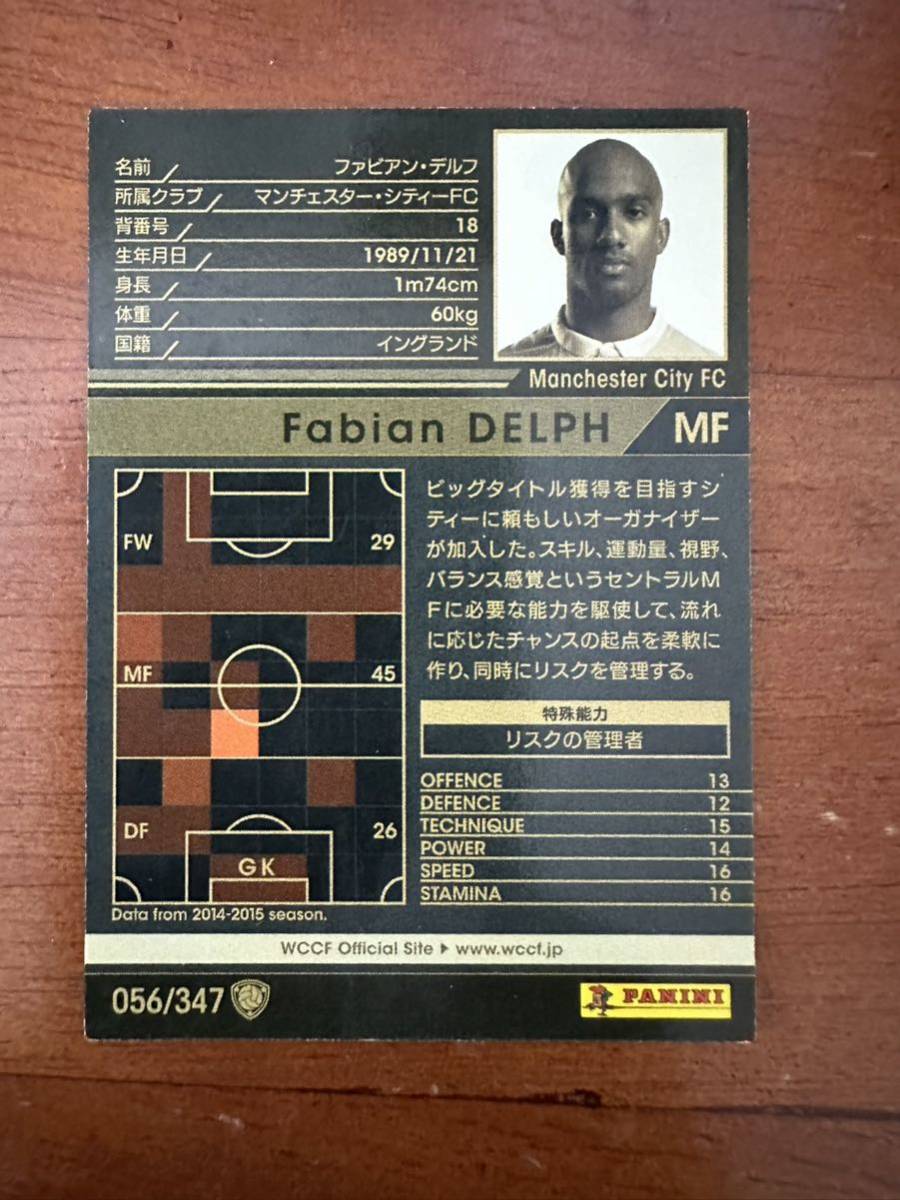 名前 ファビアン・デルフ
所属クラブ マンチェスター・シティーFC
背番号 18
生年月日 1989/11/21
身長 1m74cm
体重 60kg
国籍 イングランド
Manchester City FC
Fabian DELPH MF
FW 29
MF 45
DF 26
GK
Data from 2014-2015 season.
ビッグタイトル獲得を目指すシ
ティーに頼もしいオーガナイザー
が加入した。スキル、運動量、視野、
バランス感覚というセントラルM
Fに必要な能力を駆使して、流れ
に応じたチャンスの起点を柔軟に
作り、同時にリスクを管理する。
特殊能力
リスクの管理者
OFFENCE 13
DEFENCE 12
TECHNIQUE 15
POWER 14
SPEED 16
STAMINA 16
WCCF Official Site ▶ www.wccf.jp
056/347
PANINI